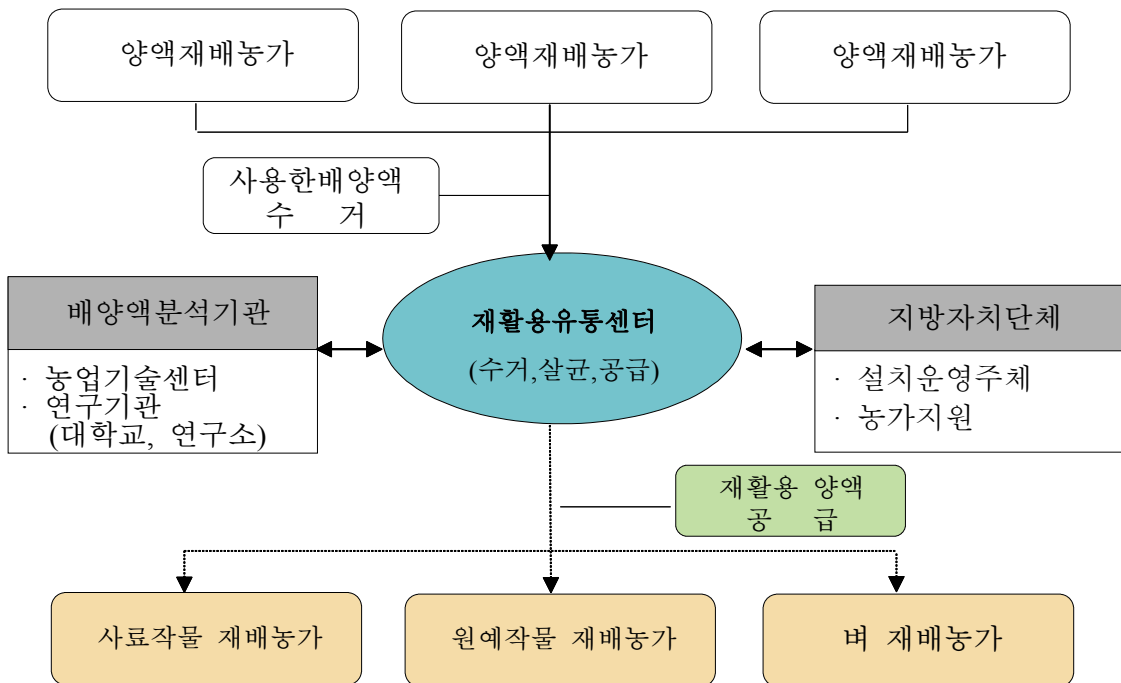 양액재배농가
양액재배농가
양액재배농가
사용한배양액
수 거
배양액분석기관
· 농업기술센터
· 연구기관
(대학교, 연구소)
재활용유통센터
(수거,살균,공급)
지방자치단체
· 설치운영주체
· 농가지원
재활용 양액
공 급
사료작물 재배농가
원예작물 재배농가
벼 재배농가